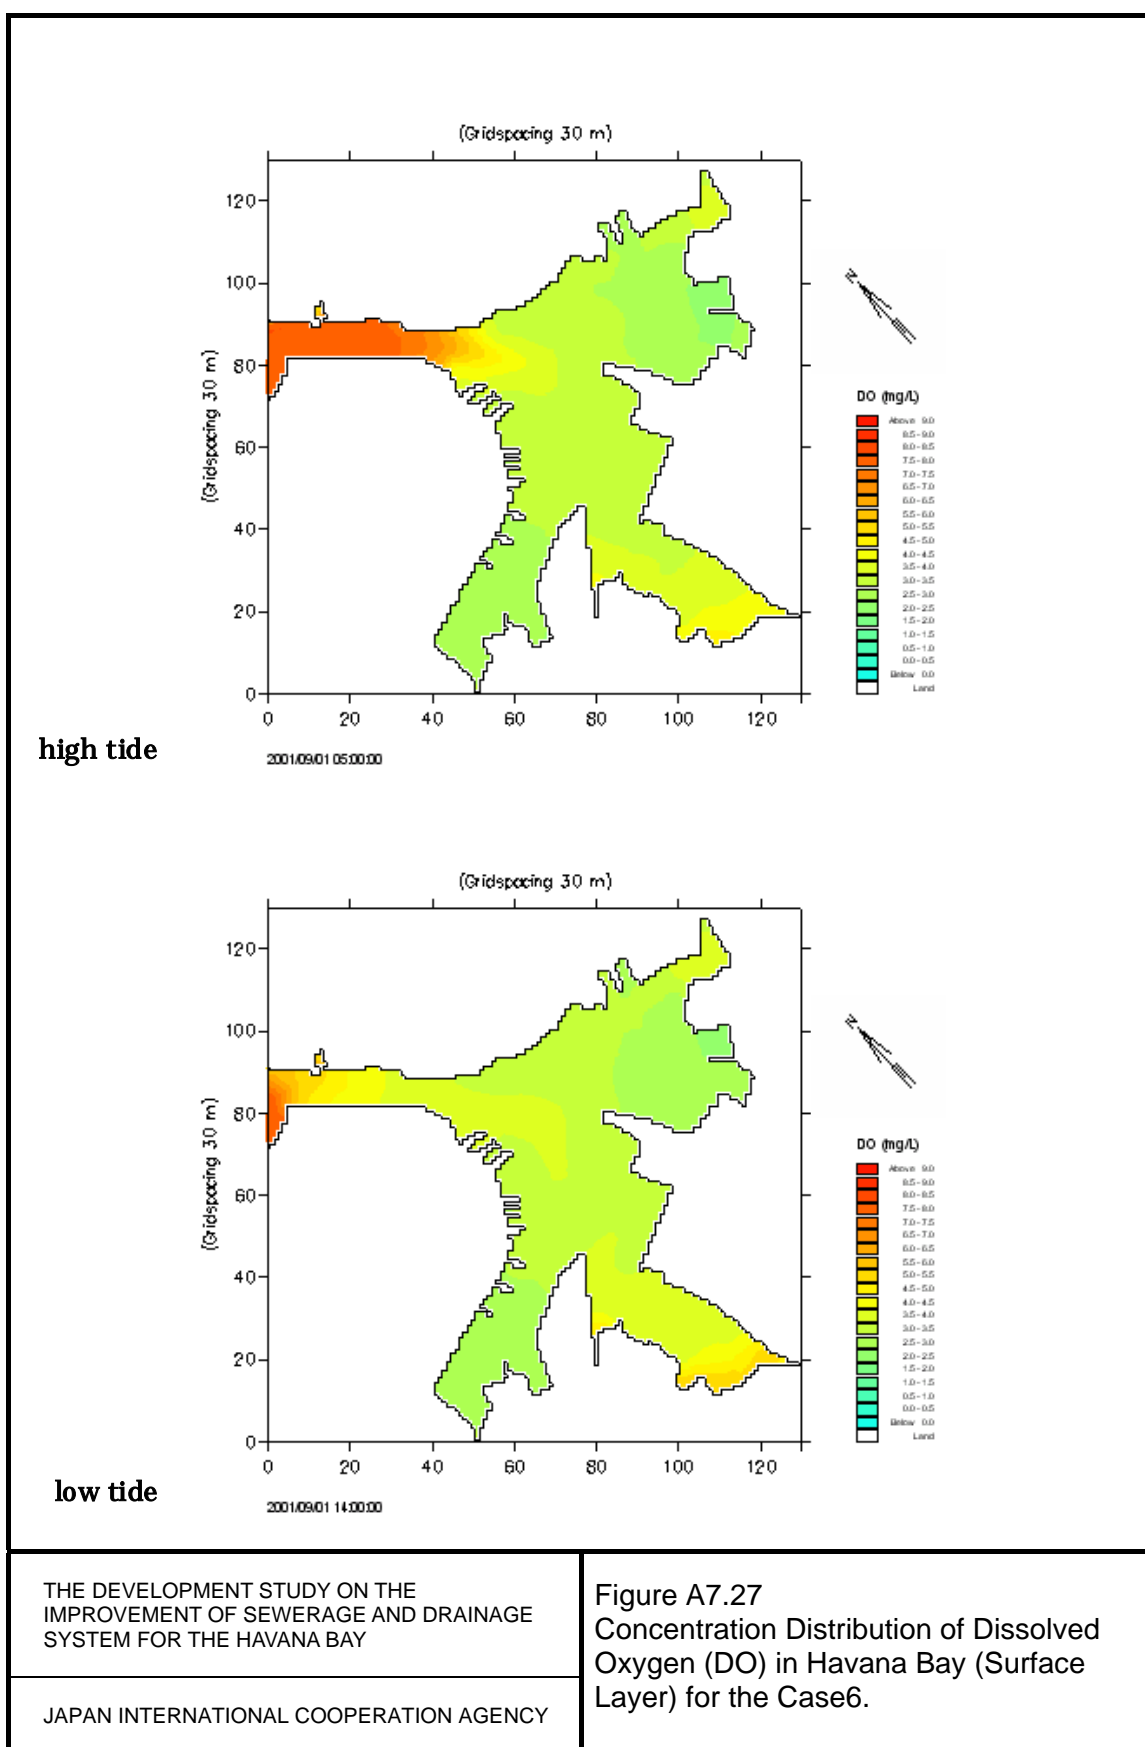 (Gridspacing 30 m)
(Gridspacing 30 m)
120
100
80
60
40
20
0
0 20 40 60 80 100 120
N
DO (mg/L)
Above 9.0
8.5 - 9.0
8.0 - 8.5
7.5 - 8.0
7.0 - 7.5
6.5 - 7.0
6.0 - 6.5
5.5 - 6.0
5.0 - 5.5
4.5 - 5.0
4.0 - 4.5
3.5 - 4.0
3.0 - 3.5
2.5 - 3.0
2.0 - 2.5
1.5 - 2.0
1.0 - 1.5
0.5 - 1.0
0.0 - 0.5
Below 0.0
Land
high tide
2001/09/01 05:00:00
(Gridspacing 30 m)
(Gridspacing 30 m)
120
100
80
60
40
20
0
0 20 40 60 80 100 120
N
DO (mg/L)
Above 9.0
8.5 - 9.0
8.0 - 8.5
7.5 - 8.0
7.0 - 7.5
6.5 - 7.0
6.0 - 6.5
5.5 - 6.0
5.0 - 5.5
4.5 - 5.0
4.0 - 4.5
3.5 - 4.0
3.0 - 3.5
2.5 - 3.0
2.0 - 2.5
1.5 - 2.0
1.0 - 1.5
0.5 - 1.0
0.0 - 0.5
Below 0.0
Land
low tide
2001/09/01 14:00:00
THE DEVELOPMENT STUDY ON THE
IMPROVEMENT OF SEWERAGE AND DRAINAGE
SYSTEM FOR THE HAVANA BAY
JAPAN INTERNATIONAL COOPERATION AGENCY
Figure A7.27
Concentration Distribution of Dissolved
Oxygen (DO) in Havana Bay (Surface
Layer) for the Case6.